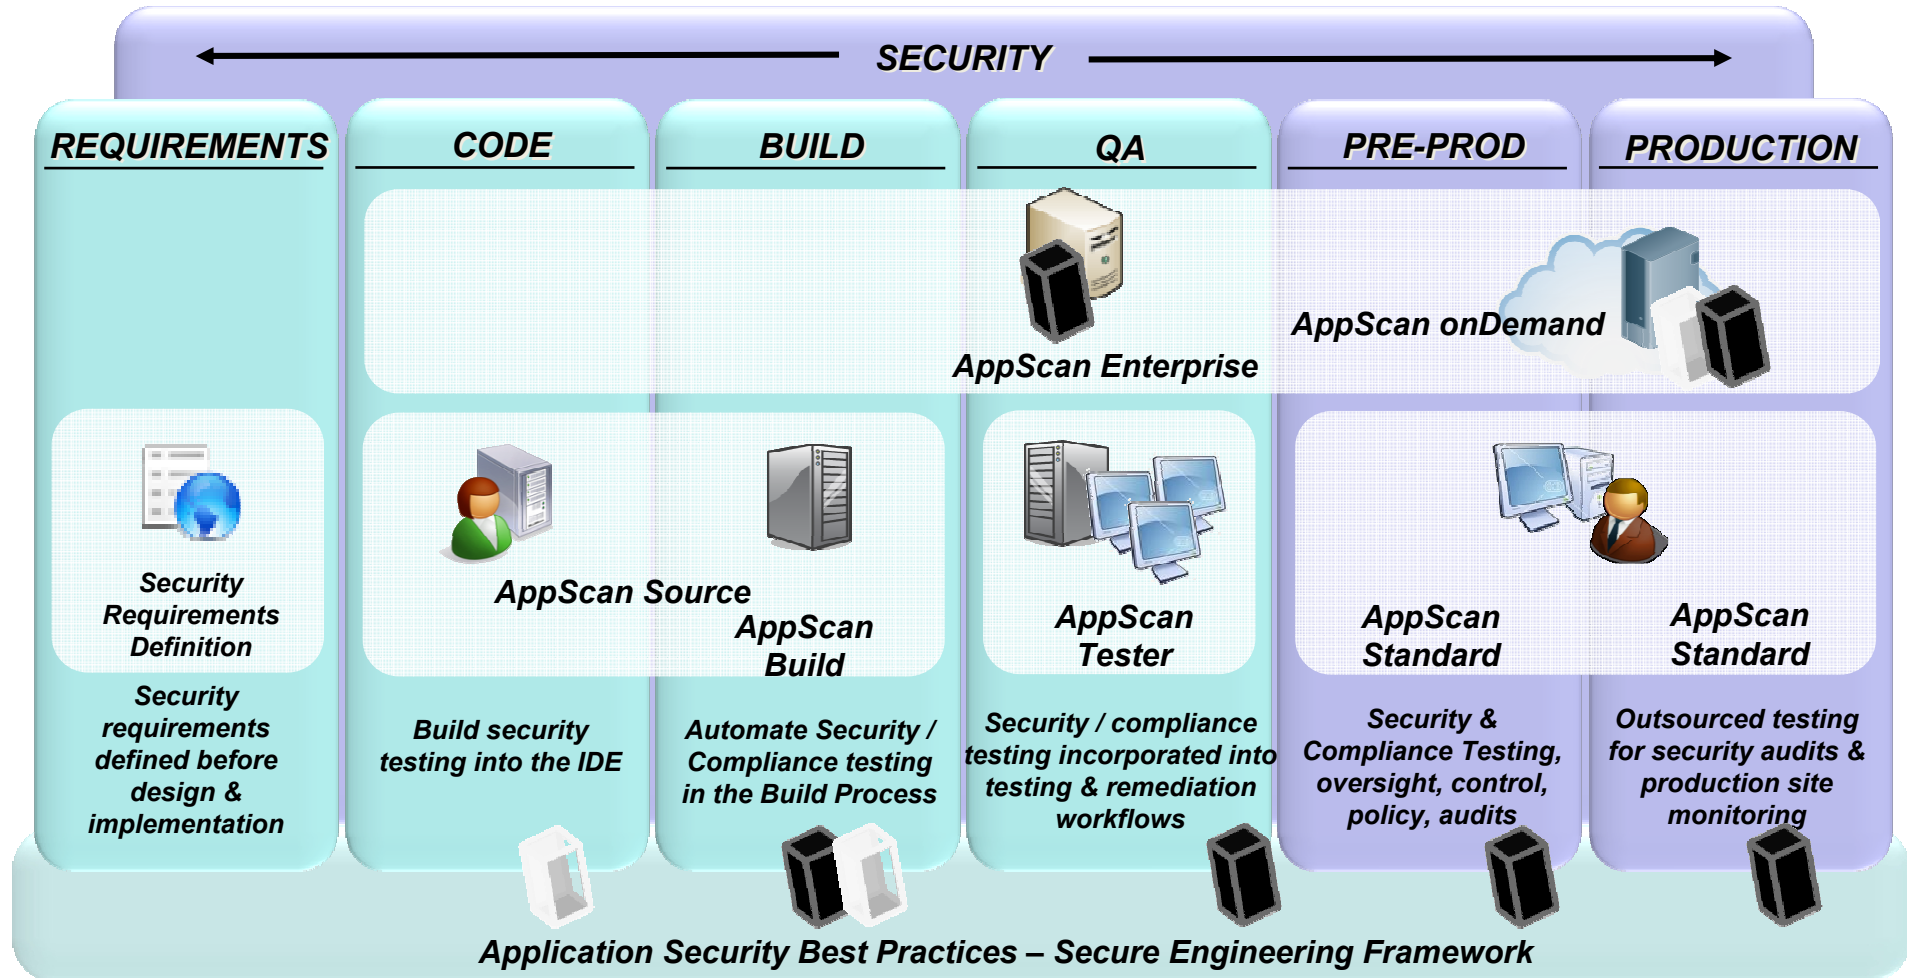 SECURITY
REQUIREMENTS
CODE
BUILD
QA
PRE-PROD
PRODUCTION
AppScan Enterprise
AppScan onDemand
Security
Requirements
Definition
AppScan Source
AppScan
Build
AppScan
Tester
AppScan
Standard
AppScan
Standard
Security
requirements
defined before
design &
implementation
Build security
testing into the IDE
Automate Security /
Compliance testing
in the Build Process
Security / compliance
testing incorporated into
testing & remediation
workflows
Security &
Compliance Testing,
oversight, control,
policy, audits
Outsourced testing
for security audits &
production site
monitoring
Application Security Best Practices – Secure Engineering Framework